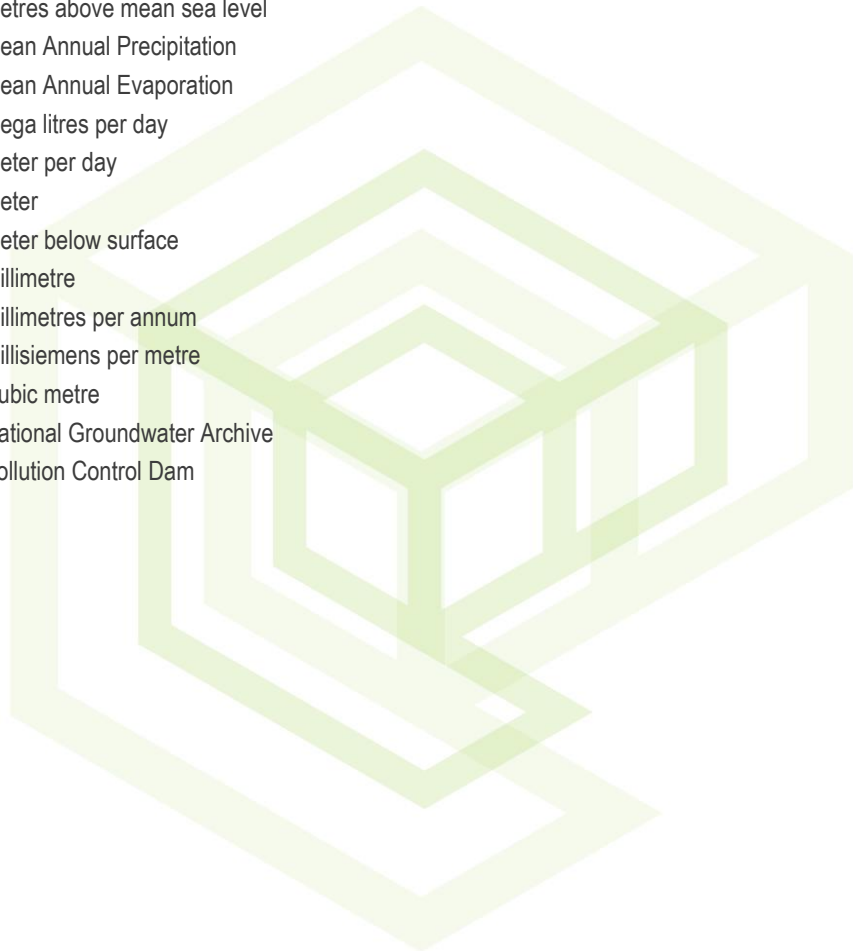 etres above mean sea level
ean Annual Precipitation
ean Annual Evaporation
ega litres per day
eter per day
eter
eter below surface
illimetre
illimetres per annum
illisiemens per metre
ubic metre
ational Groundwater Archive
ollution Control Dam